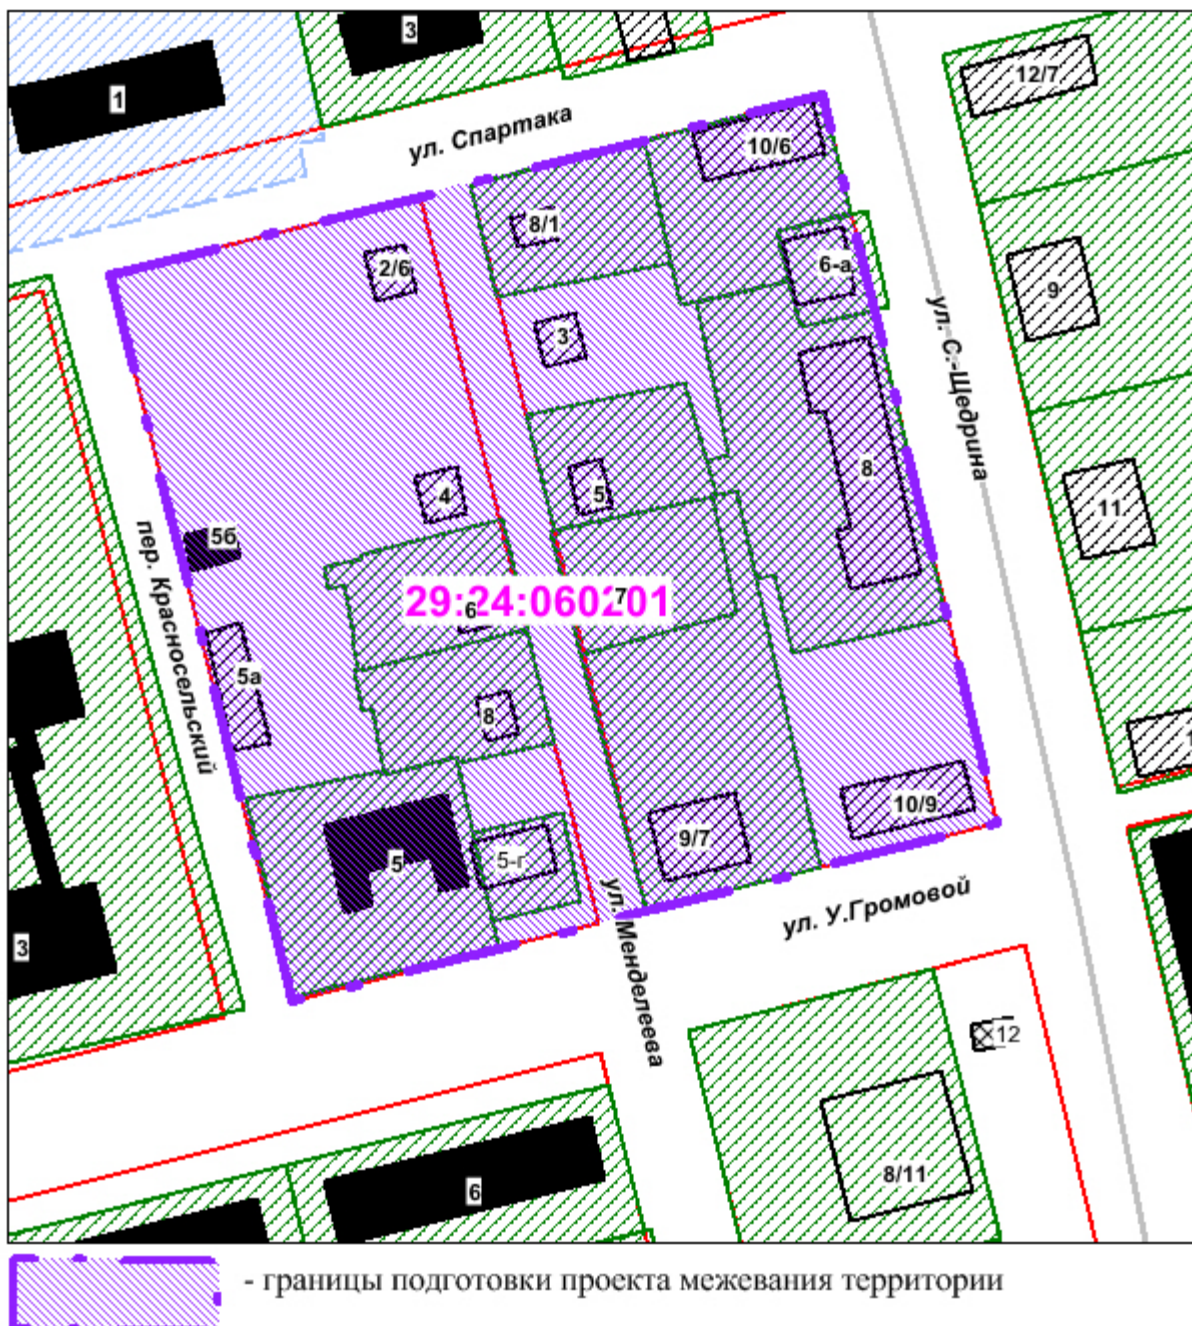 3
1
12/7
ул. Спартака
10/6
8/1
2/6
6-а
9
3
ул. С.-Щедрина
4
5
8
11
5б
пер. Красносельский
29:24:060201
6
7
5а
8
1
10/9
9/7
5
5-г
ул. Менделеева
ул. У.Громовой
3
12
8/11
6
- границы подготовки проекта межевания территории